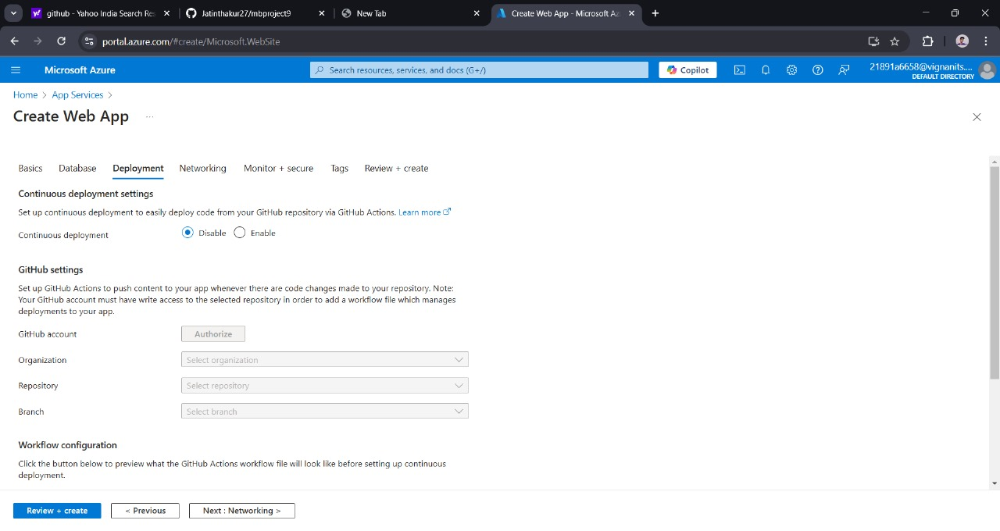 github - Yahoo India Search Res
Jatinthakur27/mbproject9
New Tab
Create Web App - Microsoft Az
portal.azure.com/#create/Microsoft.WebSite
Microsoft Azure
Search resources, services, and docs (G+/)
Copilot
21891a6658@vignanits....
DEFAULT DIRECTORY
Home > App Services >
Create Web App ...
Basics Database Deployment Networking Monitor + secure Tags Review + create
Continuous deployment settings
Set up continuous deployment to easily deploy code from your GitHub repository via GitHub Actions. Learn more
Continuous deployment Disable Enable
GitHub settings
Set up GitHub Actions to push content to your app whenever there are code changes made to your repository. Note:
Your GitHub account must have write access to the selected repository in order to add a workflow file which manages
deployments to your app.
GitHub account Authorize
Organization Select organization
Repository Select repository
Branch Select branch
Workflow configuration
Click the button below to preview what the GitHub Actions workflow file will look like before setting up continuous
deployment.
Review + create < Previous Next : Networking >